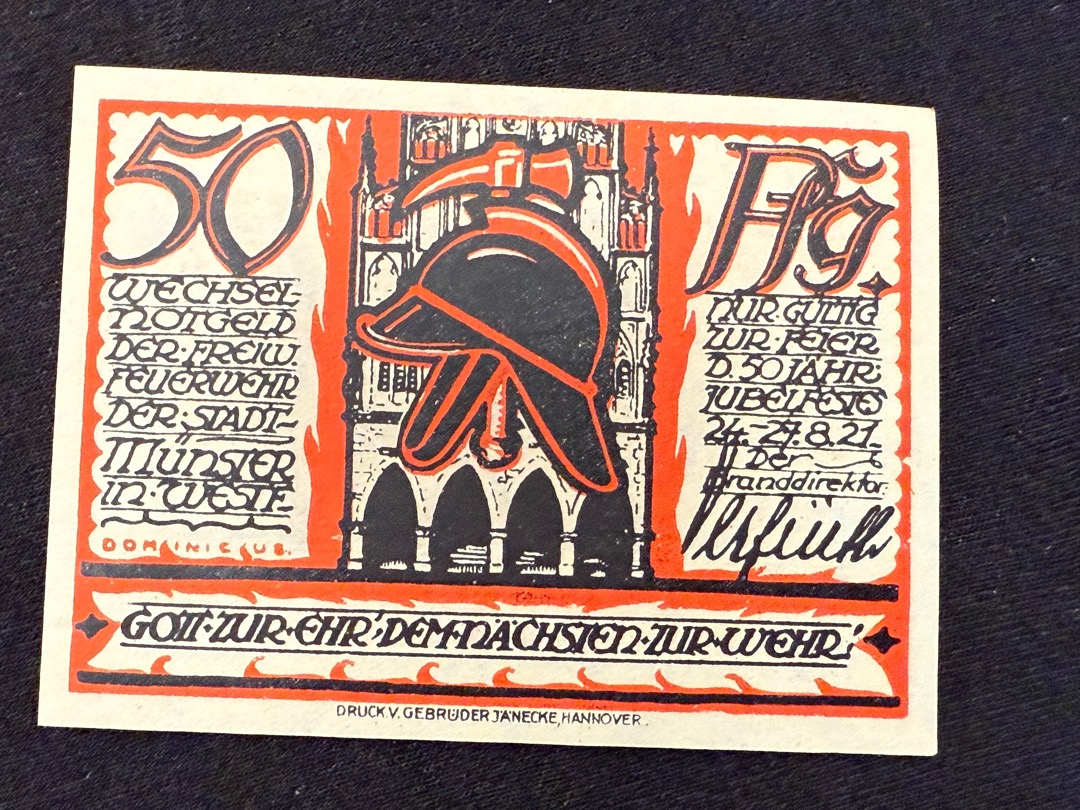 50
WECHSEL-
NOTGELD
DER·FREIW.
FEUERWEHR
DER·STADT-
MÜNSTER
IN·WESTF.
DOMINICUS.
Pfg.
NUR·GÜLTIG
ZUR·FEIER
D. 50 JÄHR:
JUBELFESTES
24.-27.8.21.
Der
Branddirektor.
GOTT·ZUR·EHR',DEM·NÄCHSTEN·ZUR·WEHR!
DRUCK.V.GEBRÜDER JÄNECKE,HANNOVER.